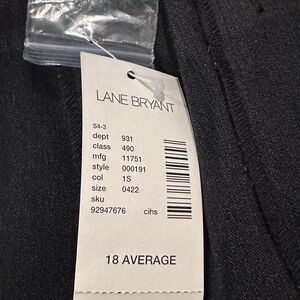 LANE BRYANT
S4-3
dept 931
class 490
mfg 11751
style 000191
col 1S
size 0422
sku
92947676 cihs
18 AVERAGE